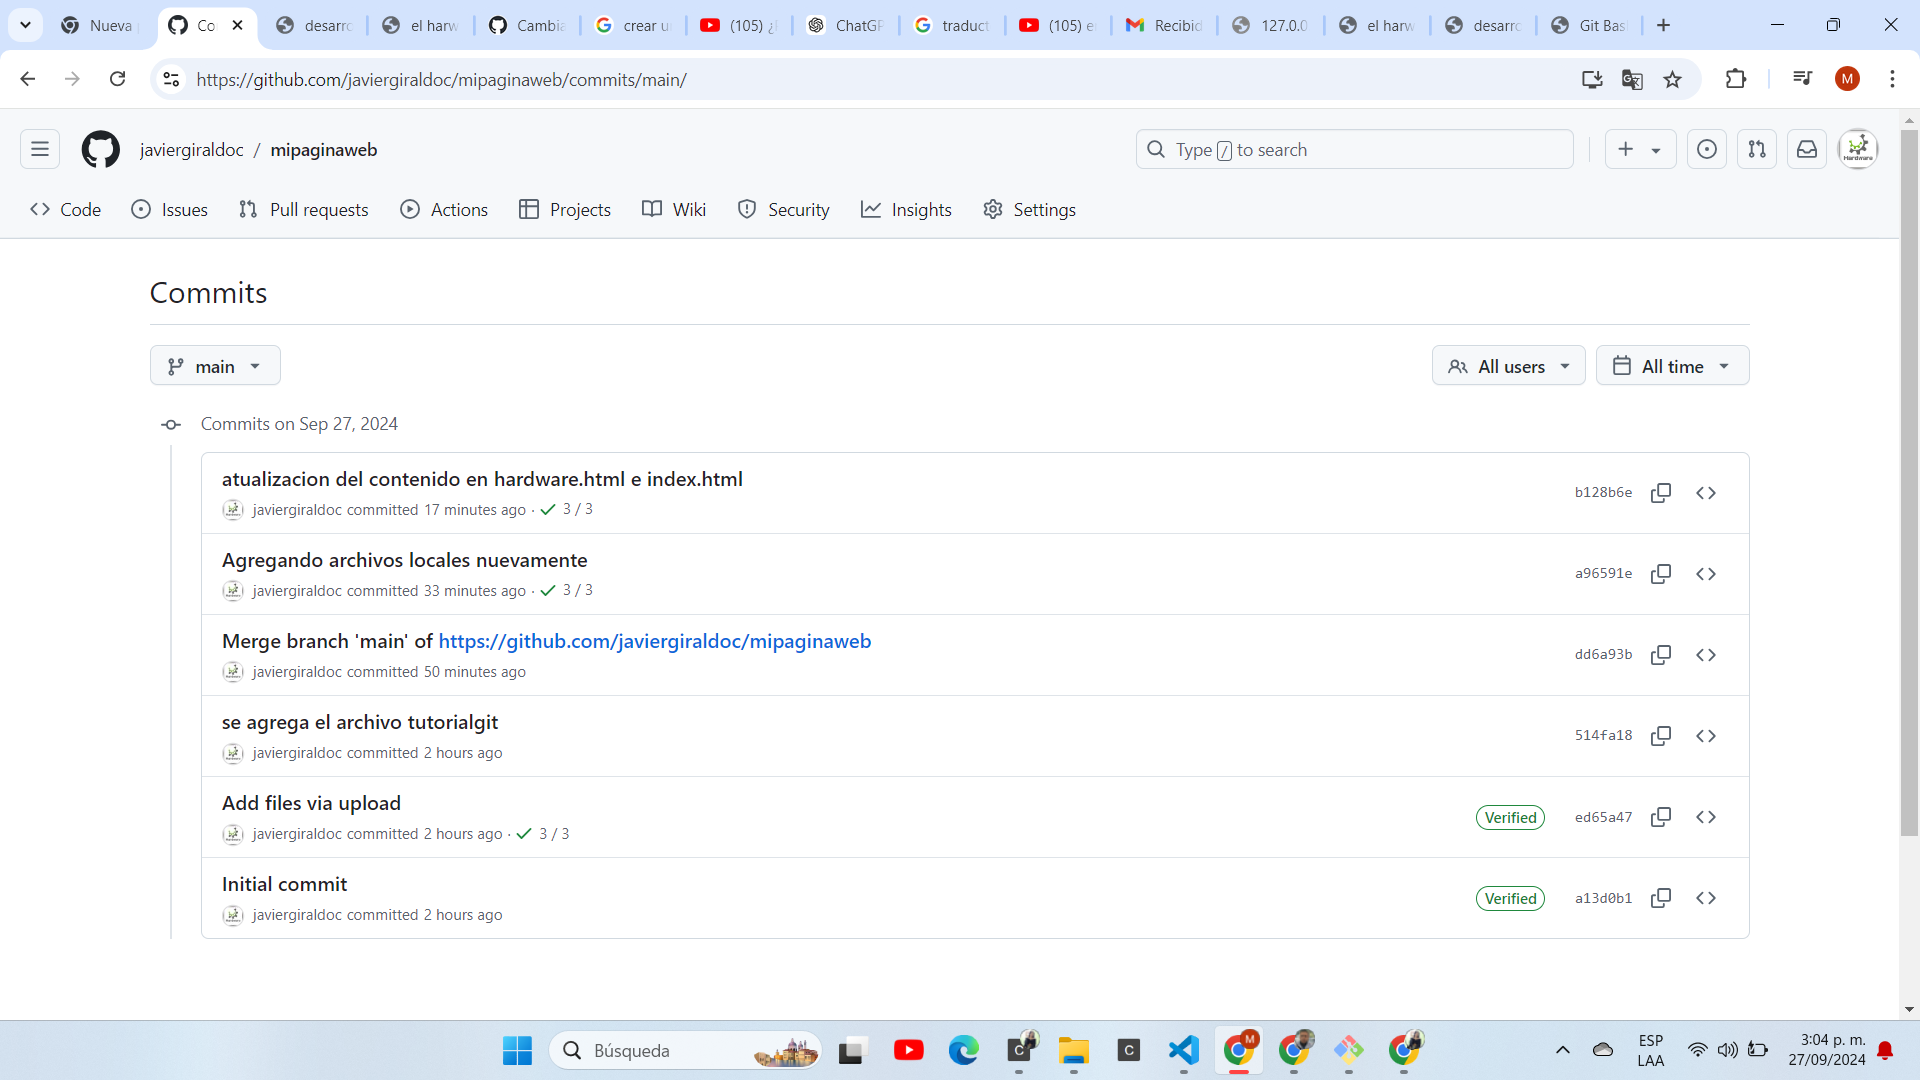 Nueva
Co
desarro
el harw
Cambia
crear u
(105) ¿
ChatGP
traduct
(105) e
Recibid
127.0.0
el harw
desarro
Git Bas
https://github.com/javiergiraldoc/mipaginaweb/commits/main/
M
javiergiraldoc / mipaginaweb
Type / to search
Hardware
Code
Issues
Pull requests
Actions
Projects
Wiki
Security
Insights
Settings
Commits
main
All users
All time
Commits on Sep 27, 2024
atualizacion del contenido en hardware.html e index.html
javiergiraldoc committed 17 minutes ago · 3 / 3
b128b6e
Agregando archivos locales nuevamente
javiergiraldoc committed 33 minutes ago · 3 / 3
a96591e
Merge branch 'main' of https://github.com/javiergiraldoc/mipaginaweb
javiergiraldoc committed 50 minutes ago
dd6a93b
se agrega el archivo tutorialgit
javiergiraldoc committed 2 hours ago
514fa18
Add files via upload
javiergiraldoc committed 2 hours ago · 3 / 3
Verified
ed65a47
Initial commit
javiergiraldoc committed 2 hours ago
Verified
a13d0b1
Búsqueda
C
C
M
ESP
LAA
3:04 p. m.
27/09/2024